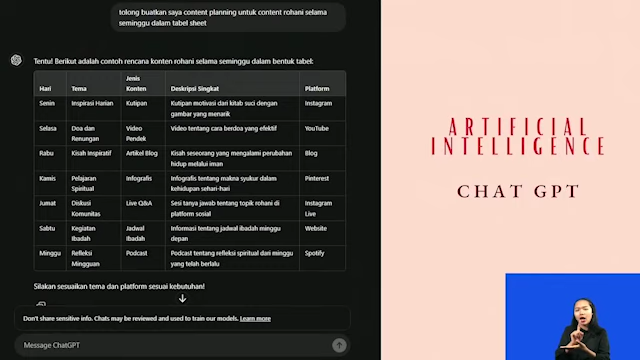 tolong buatkan saya content planning untuk content rohani selama
seminggu dalam tabel sheet
Tentu! Berikut adalah contoh rencana konten rohani selama seminggu dalam bentuk tabel:
Hari Tema Jenis Konten Deskripsi Singkat Platform
Senin Inspirasi Harian Kutipan Kutipan motivasi dari kitab suci dengan gambar yang menarik Instagram
Selasa Doa dan Renungan Video Pendek Video tentang cara berdoa yang efektif YouTube
Rabu Kisah Inspiratif Artikel Blog Kisah seseorang yang mengalami perubahan hidup melalui iman Blog
Kamis Pelajaran Spiritual Infografis Infografis tentang makna syukur dalam kehidupan sehari-hari Pinterest
Jumat Diskusi Komunitas Live Q&A Sesi tanya jawab tentang topik rohani di platform sosial Instagram Live
Sabtu Kegiatan Ibadah Jadwal Ibadah Informasi tentang jadwal ibadah minggu depan Website
Minggu Refleksi Mingguan Podcast Podcast tentang refleksi spiritual dari minggu yang telah berlalu Spotify
Silakan sesuaikan tema dan platform sesuai kebutuhan!
Don't share sensitive info. Chats may be reviewed and used to train our models. Learn more
Message ChatGPT
ARTIFICIAL
INTELLIGENCE
CHAT GPT